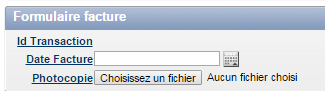 Formulaire facture
Id Transaction
Date Facture
Photocopie Choisissez un fichier Aucun fichier choisi